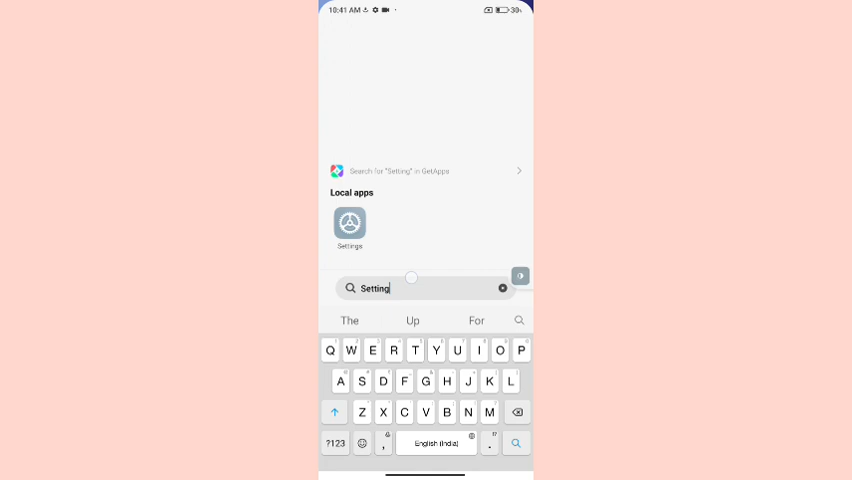 10:41 AM
30%
Search for "Setting" in GetApps
Local apps
Settings
Setting
The Up For
Q W E R T Y U I O P
A S D F G H J K L
Z X C V B N M
?123 , English (India) .